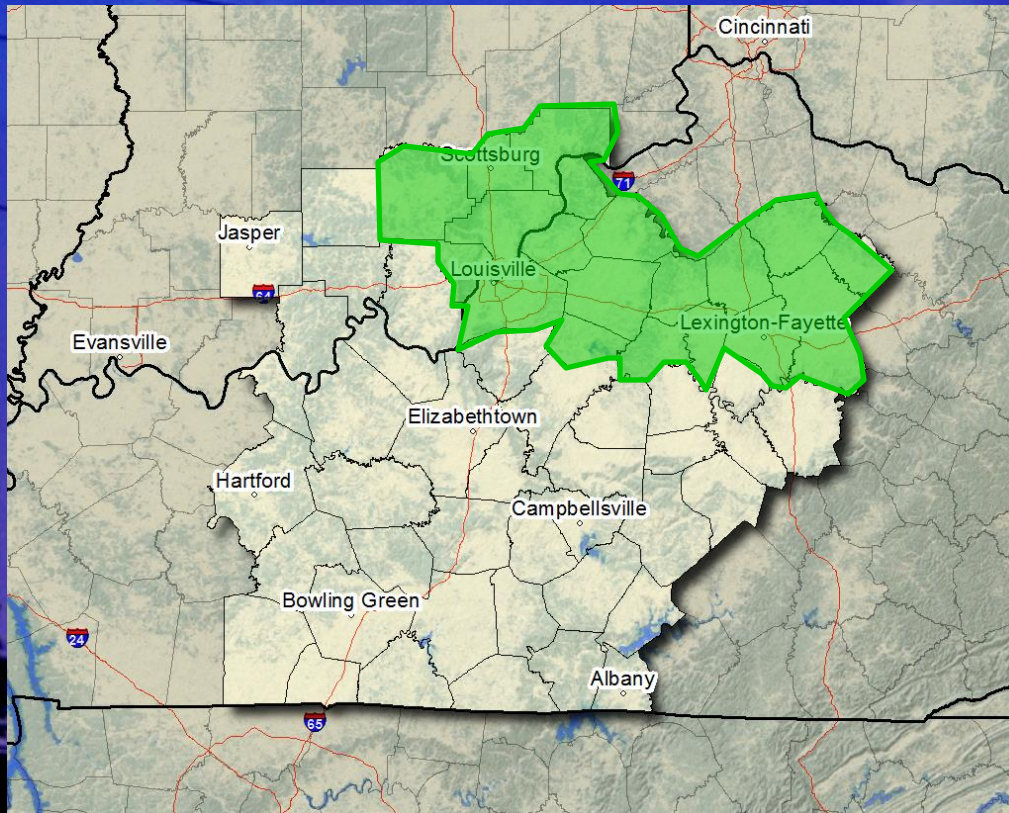 Cincinnati
Scottsburg
71
Jasper
Louisville
64
Lexington-Fayette
Evansville
Elizabethtown
Hartford
Campbellsville
Bowling Green
24
Albany
65